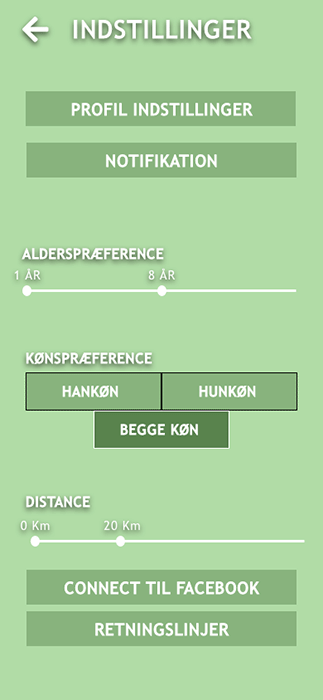 INDSTILLINGER
PROFIL INDSTILLINGER
NOTIFIKATION
ALDERSPRÆFERENCE
1 ÅR 8 ÅR
KØNSPRÆFERENCE
HANKØN HUNKØN
BEGGE KØN
DISTANCE
0 Km 20 Km
CONNECT TIL FACEBOOK
RETNINGSLINJER